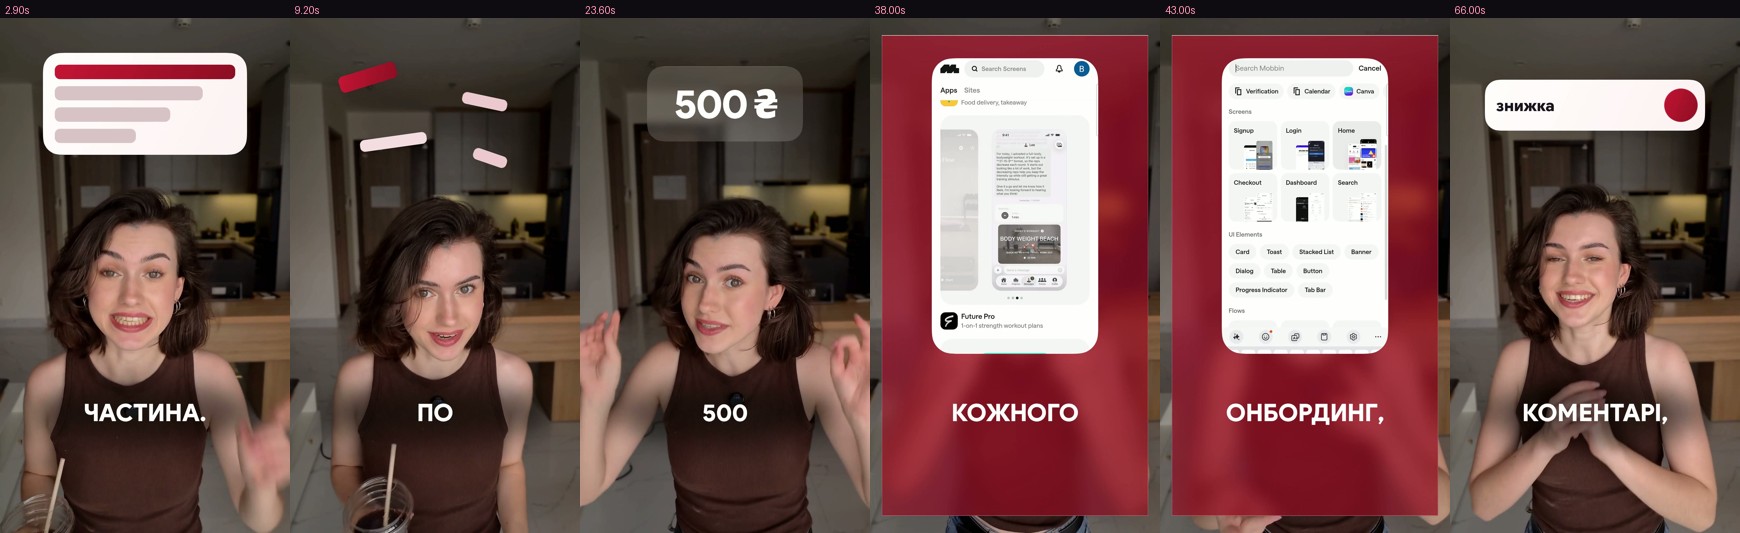 2.90s
9.20s
23.60s
38.00s
43.00s
66.00s
ЧАСТИНА.
ПО
500 ₴
500
Search Screens
B
Apps
Sites
Food delivery, takeaway
9:41
BODY WEIGHT BEACH
Future Pro
1-on-1 strength workout plans
КОЖНОГО
Search Mobbin
Cancel
Verification
Calendar
Canva
Screens
Signup
Login
Home
Checkout
Dashboard
Search
UI Elements
Card
Toast
Stacked List
Banner
Dialog
Table
Button
Progress Indicator
Tab Bar
Flows
ОНБОРДИНГ,
знижка
КОМЕНТАРІ,